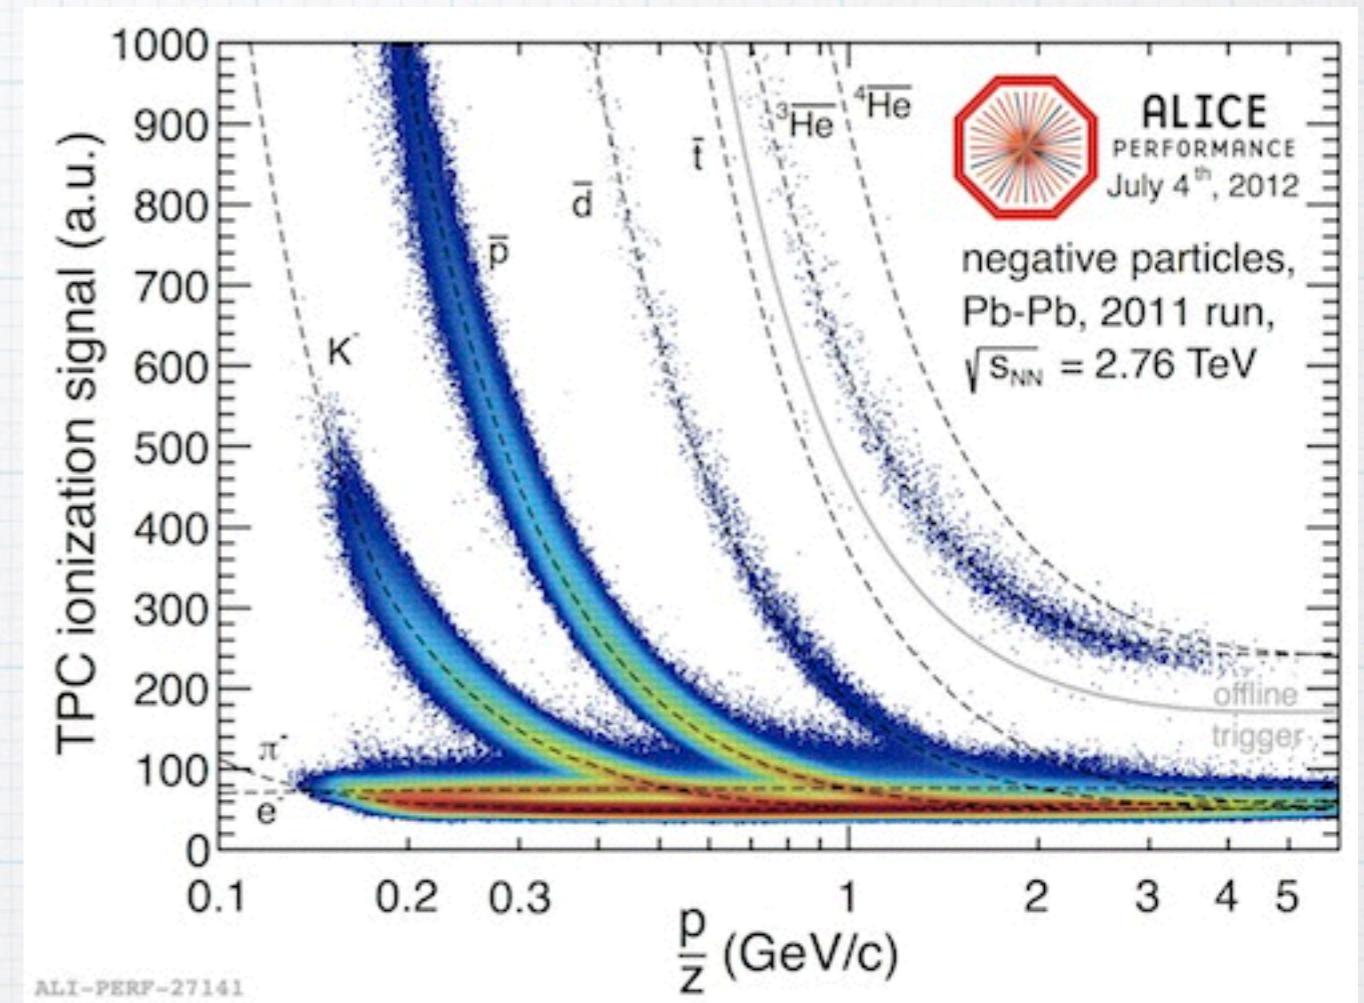 TPC ionization signal (a.u.)
1000
900
800
700
600
500
400
300
200
100
0
0.1
0.2
0.3
1
2
3
4
5
p/z (GeV/c)
K⁻
p̅
d̅
t̅
³H̅e̅
⁴H̅e̅
π⁻
e⁻
ALICE
PERFORMANCE
July 4th, 2012
negative particles,
Pb-Pb, 2011 run,
√sNN = 2.76 TeV
offline
trigger
ALI-PERF-27141